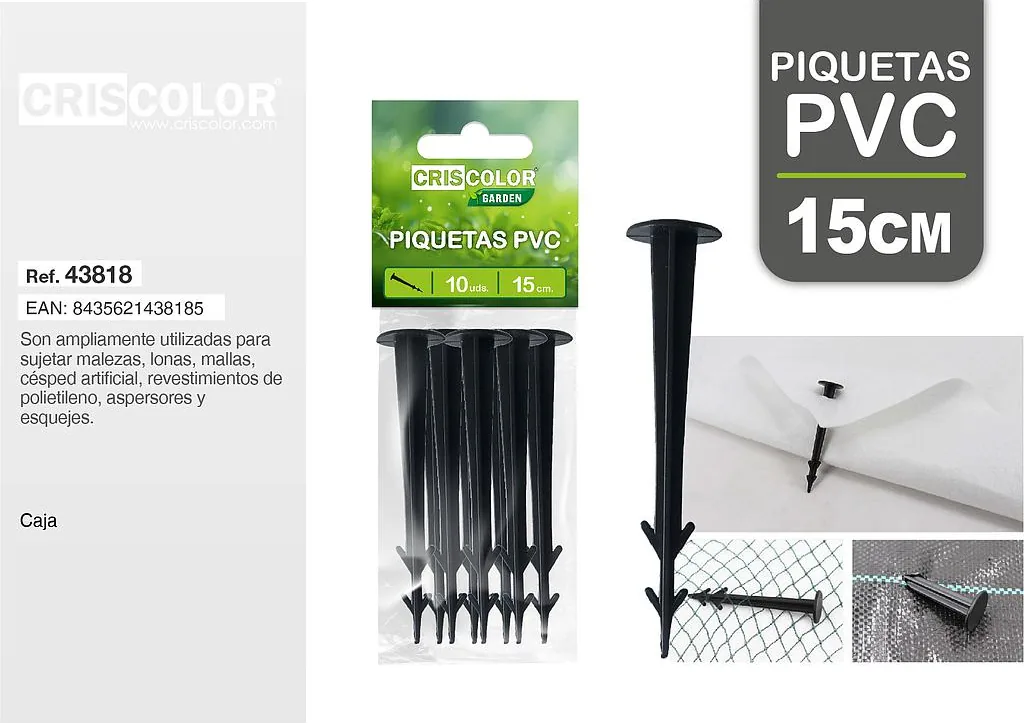 CRISCOLOR
www.criscolor.com
Ref. 43818
EAN: 8435621438185
Son ampliamente utilizadas para
sujetar malezas, lonas, mallas,
césped artificial, revestimientos de
polietileno, aspersores y
esquejes.
Caja
CRISCOLOR
GARDEN
PIQUETAS PVC
10 uds.
15 cm.
PIQUETAS
PVC
15CM